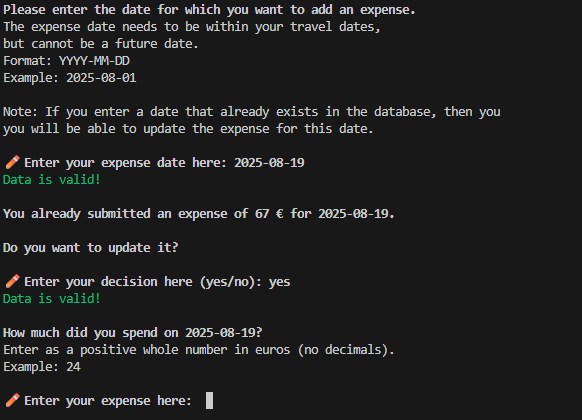 Please enter the date for which you want to add an expense.
The expense date needs to be within your travel dates,
but cannot be a future date.
Format: YYYY-MM-DD
Example: 2025-08-01
Note: If you enter a date that already exists in the database, then you
you will be able to update the expense for this date.
Enter your expense date here: 2025-08-19
Data is valid!
You already submitted an expense of 67 € for 2025-08-19.
Do you want to update it?
Enter your decision here (yes/no): yes
Data is valid!
How much did you spend on 2025-08-19?
Enter as a positive whole number in euros (no decimals).
Example: 24
Enter your expense here: